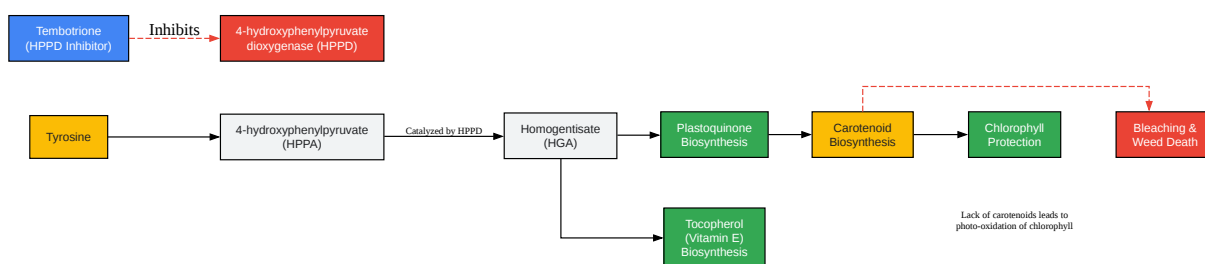 Tembotrione
(HPPD Inhibitor)
Inhibits
4-hydroxyphenylpyruvate
dioxygenase (HPPD)
Tyrosine
4-hydroxyphenylpyruvate
(HPPA)
Catalyzed by HPPD
Homogentisate
(HGA)
Plastoquinone
Biosynthesis
Carotenoid
Biosynthesis
Chlorophyll
Protection
Bleaching &
Weed Death
Tocopherol
(Vitamin E)
Biosynthesis
Lack of carotenoids leads to
photo-oxidation of chlorophyll